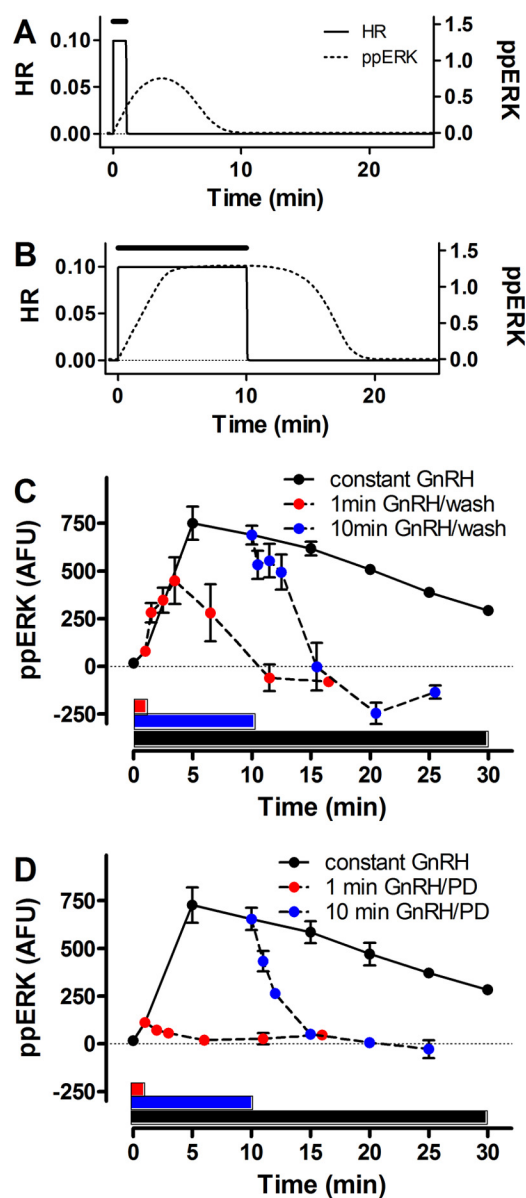 A
HR
ppERK
HR
0.10
0.05
0.00
1.5
1.0
0.5
0.0
ppERK
0 10 20
Time (min)
B
HR
0.10
0.05
0.00
1.5
1.0
0.5
0.0
ppERK
0 10 20
Time (min)
C
constant GnRH
1min GnRH/wash
10min GnRH/wash
ppERK (AFU)
750
500
250
0
-250
0 5 10 15 20 25 30
Time (min)
D
constant GnRH
1 min GnRH/PD
10 min GnRH/PD
ppERK (AFU)
750
500
250
0
-250
0 5 10 15 20 25 30
Time (min)